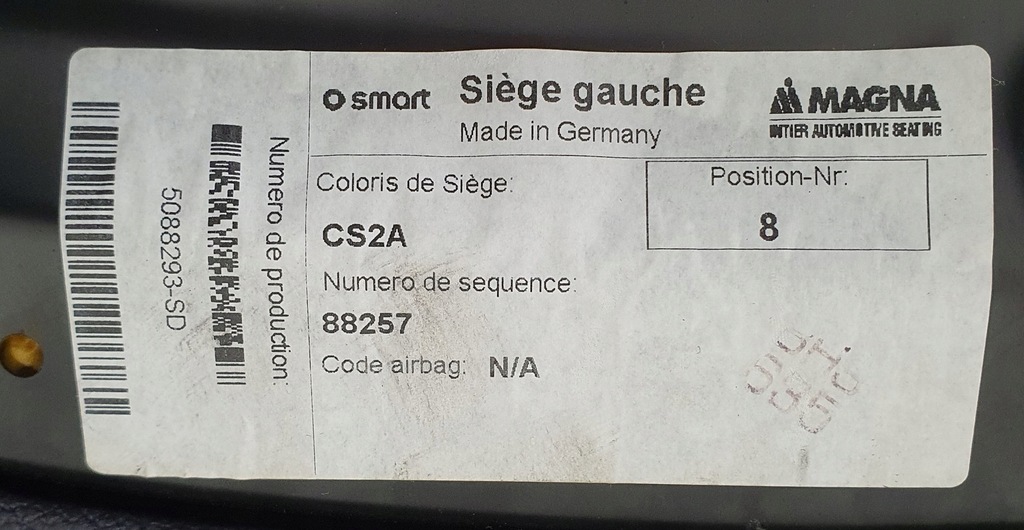 smart
Siège gauche
Made in Germany
MAGNA
INTIER AUTOMOTIVE SEATING
Coloris de Siège:
CS2A
Position-Nr:
8
Numero de sequence:
88257
Code airbag: N/A
Numero de production:
5088293-SD